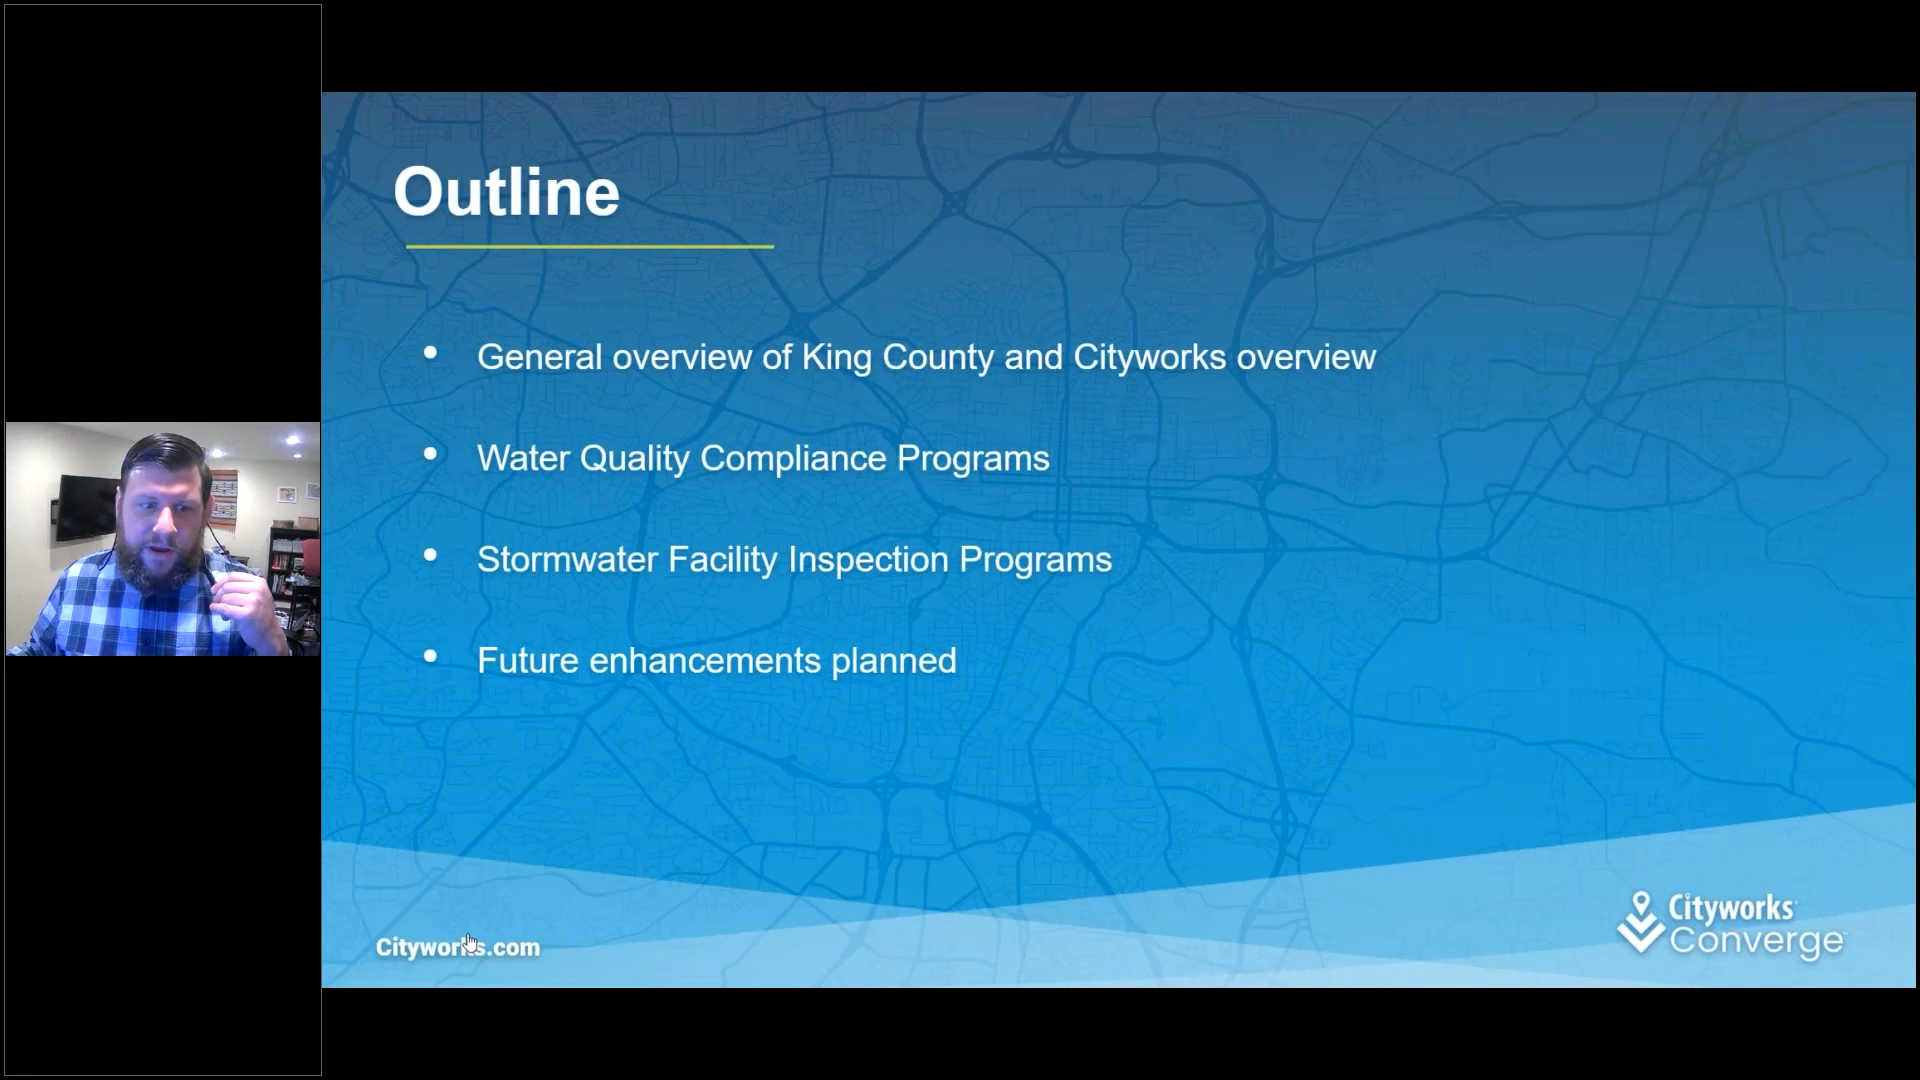 Outline
General overview of King County and Cityworks overview
Water Quality Compliance Programs
Stormwater Facility Inspection Programs
Future enhancements planned
Cityworks.com
Cityworks
Converge